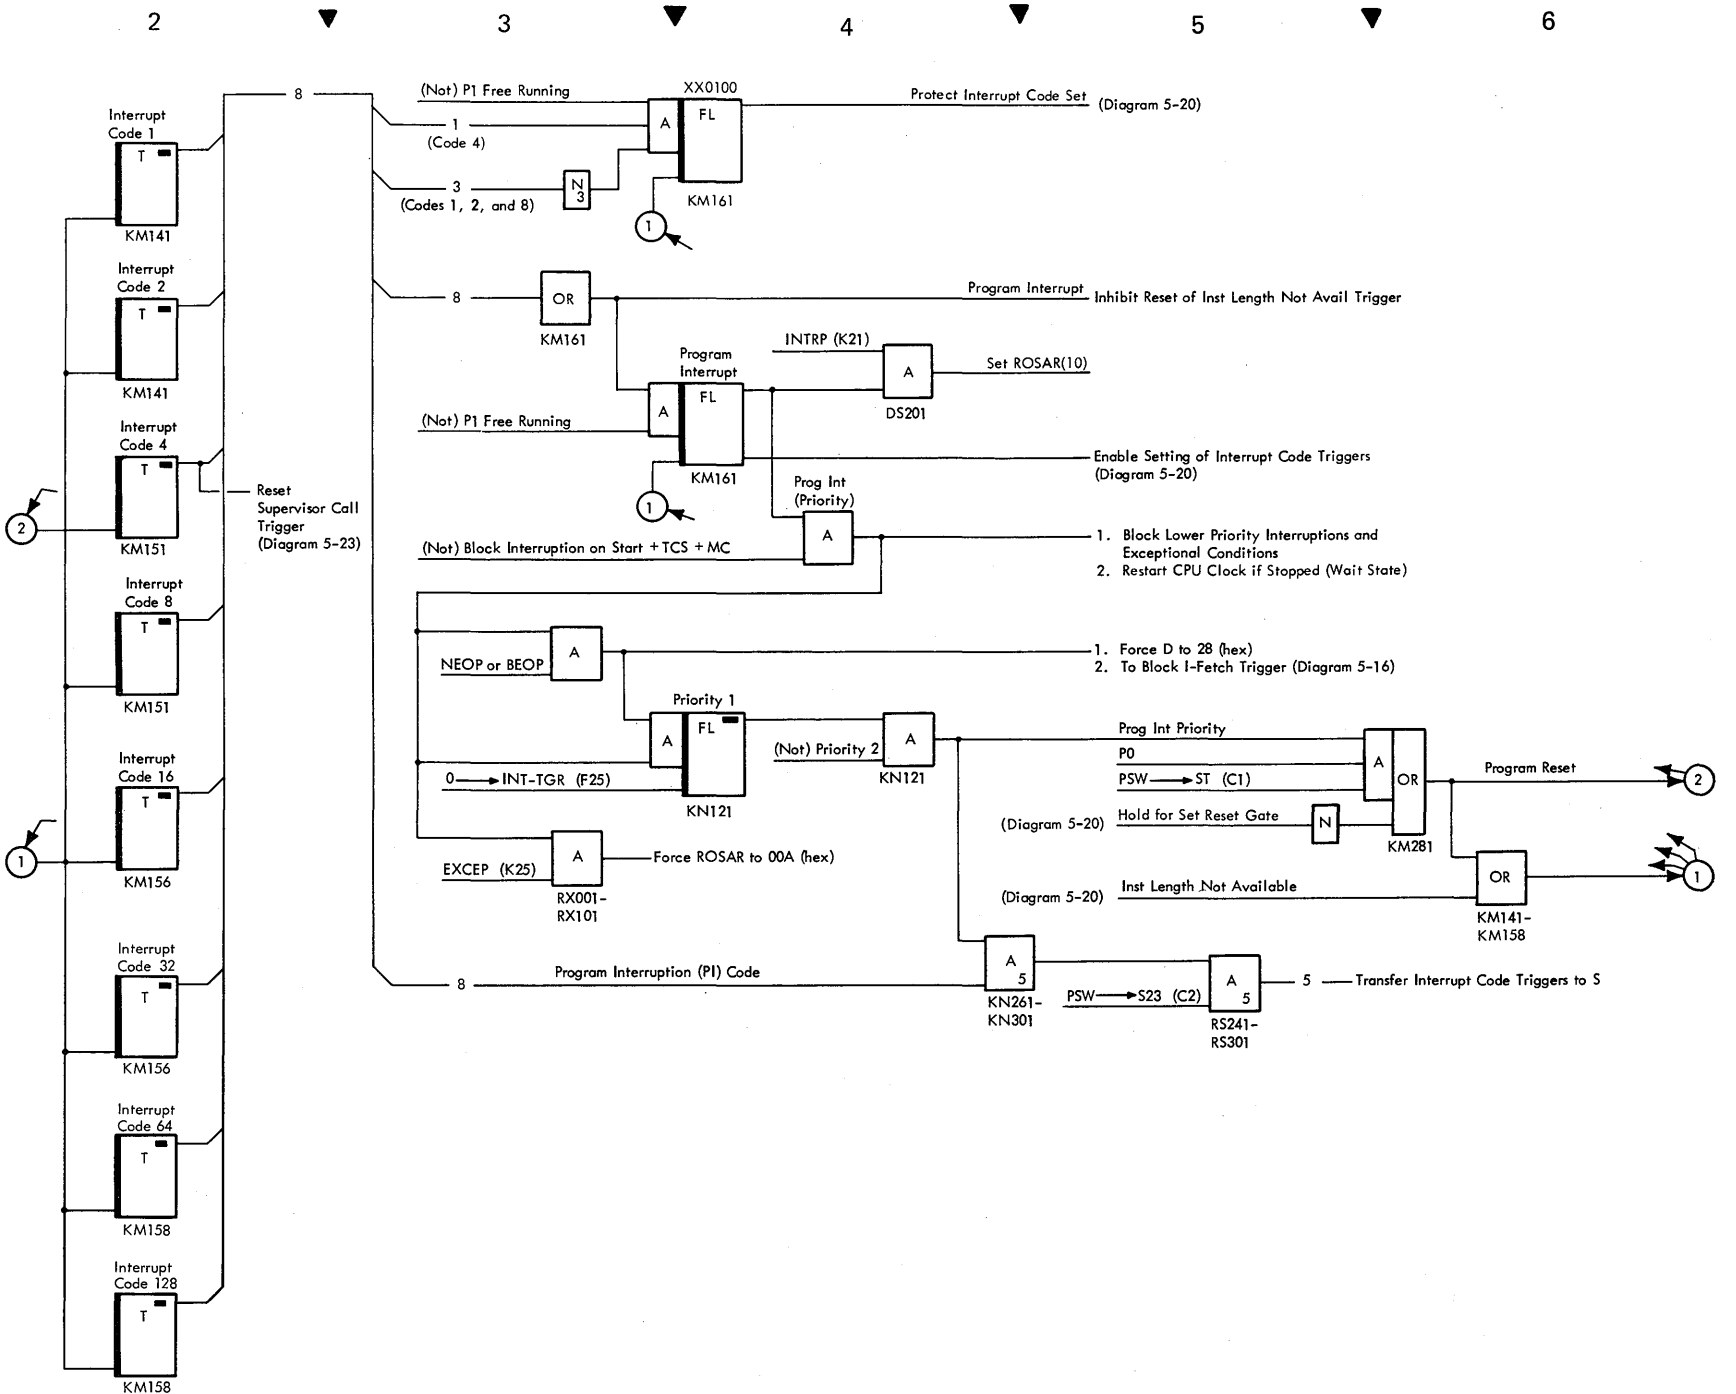 2 3 4 5 6
Interrupt
Code 1
T
KM141
Interrupt
Code 2
T
KM141
Interrupt
Code 4
T
KM151
2
Reset
Supervisor Call
Trigger
(Diagram 5-23)
Interrupt
Code 8
T
KM151
Interrupt
Code 16
T
KM156
1
Interrupt
Code 32
T
KM156
Interrupt
Code 64
T
KM158
Interrupt
Code 128
T
KM158
8
(Not) P1 Free Running
1
(Code 4)
3
(Codes 1, 2, and 8)
N
3
A
XX0100
FL
KM161
1
Protect Interrupt Code Set (Diagram 5-20)
8
OR
KM161
Program Interrupt Inhibit Reset of Inst Length Not Avail Trigger
Program
Interrupt
A
FL
(Not) P1 Free Running
KM161
1
INTRP (K21)
A
DS201
Set ROSAR(10)
Enable Setting of Interrupt Code Triggers
(Diagram 5-20)
Prog Int
(Priority)
A
(Not) Block Interruption on Start + TCS + MC
1. Block Lower Priority Interruptions and
Exceptional Conditions
2. Restart CPU Clock if Stopped (Wait State)
NEOP or BEOP
A
1. Force D to 28 (hex)
2. To Block I-Fetch Trigger (Diagram 5-16)
Priority 1
A
FL
0 → INT-TGR (F25)
KN121
(Not) Priority 2
A
KN121
EXCEP (K25)
A
RX001-
RX101
Force ROSAR to 00A (hex)
Prog Int Priority
P0
PSW → ST (C1)
(Diagram 5-20) Hold for Set Reset Gate
N
A
OR
KM281
Program Reset
2
(Diagram 5-20) Inst Length Not Available
OR
KM141-
KM158
1
8
Program Interruption (PI) Code
A
5
KN261-
KN301
PSW → S23 (C2)
A
5
RS241-
RS301
5 Transfer Interrupt Code Triggers to S